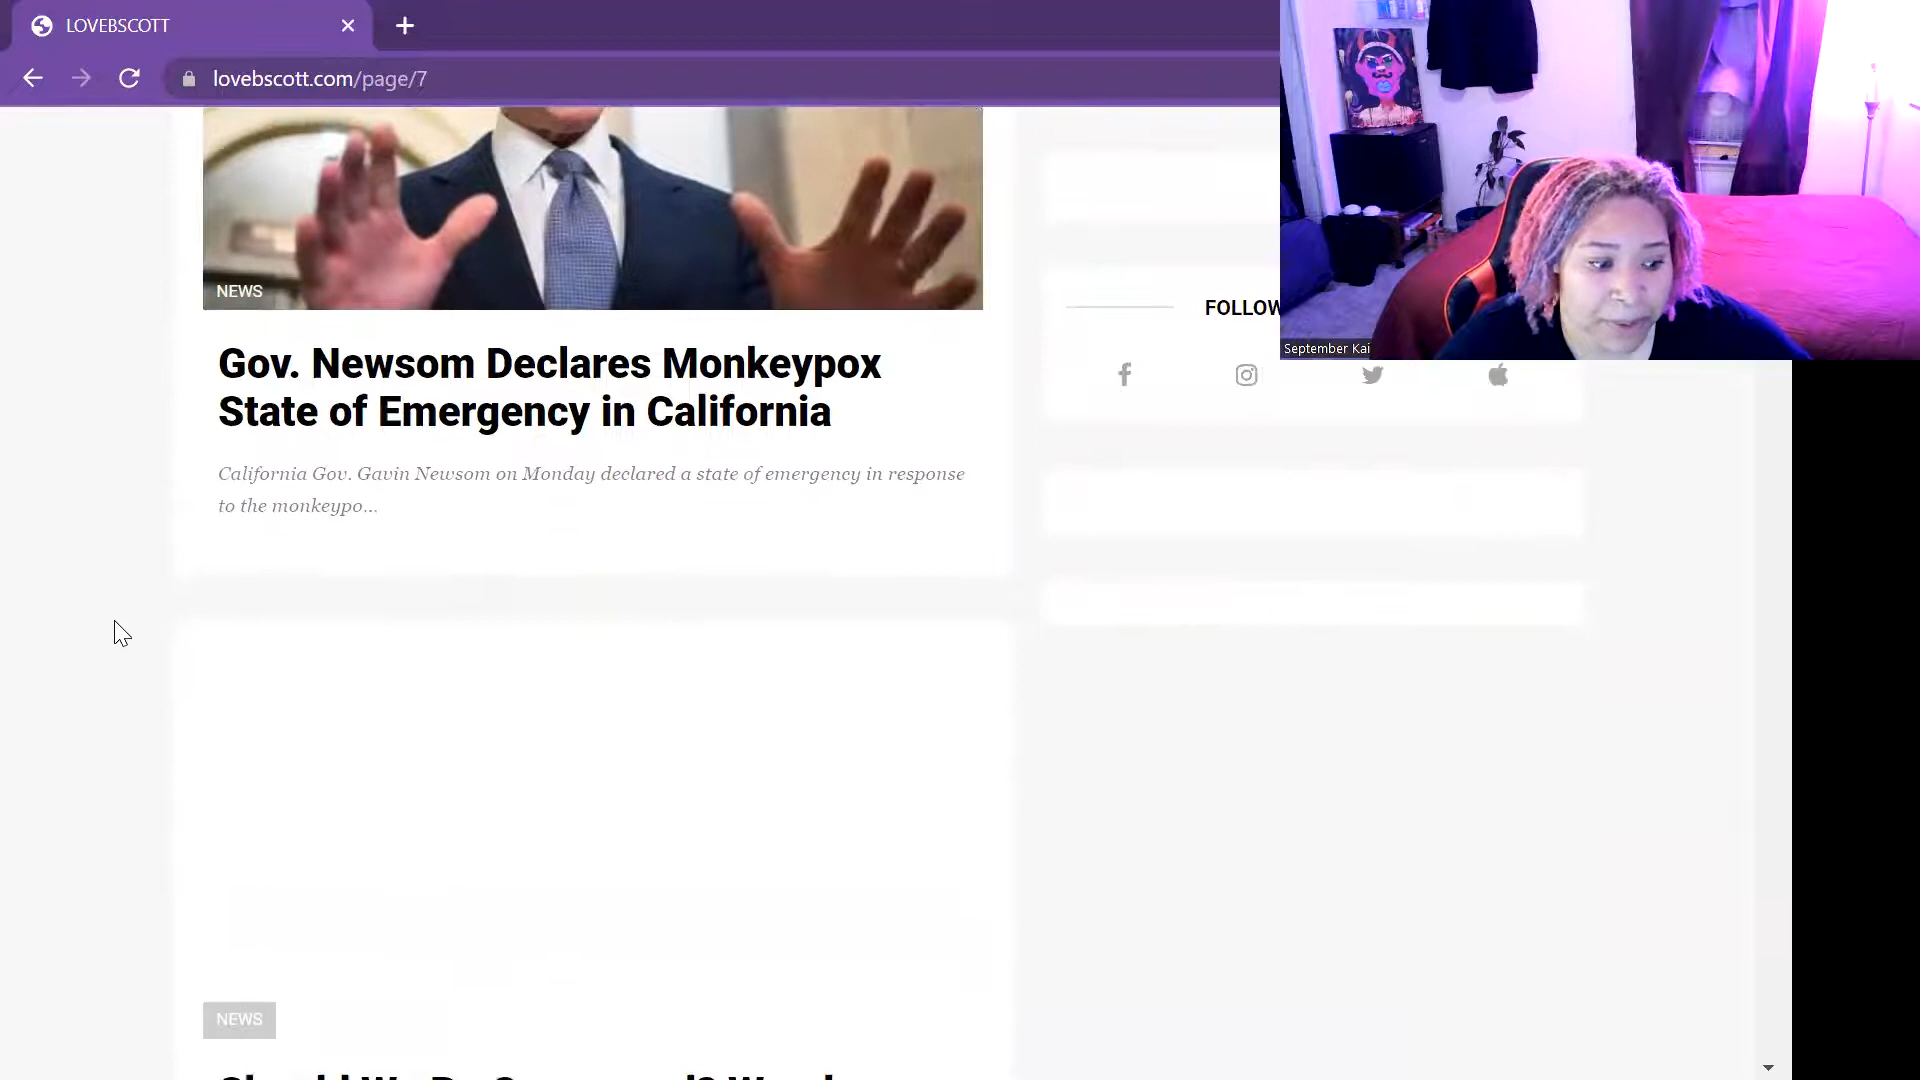 LOVEBSCOTT
lovebscott.com/page/7
NEWS
Gov. Newsom Declares Monkeypox
State of Emergency in California
California Gov. Gavin Newsom on Monday declared a state of emergency in response
to the monkeypo...
FOLLOW
September Kai
NEWS